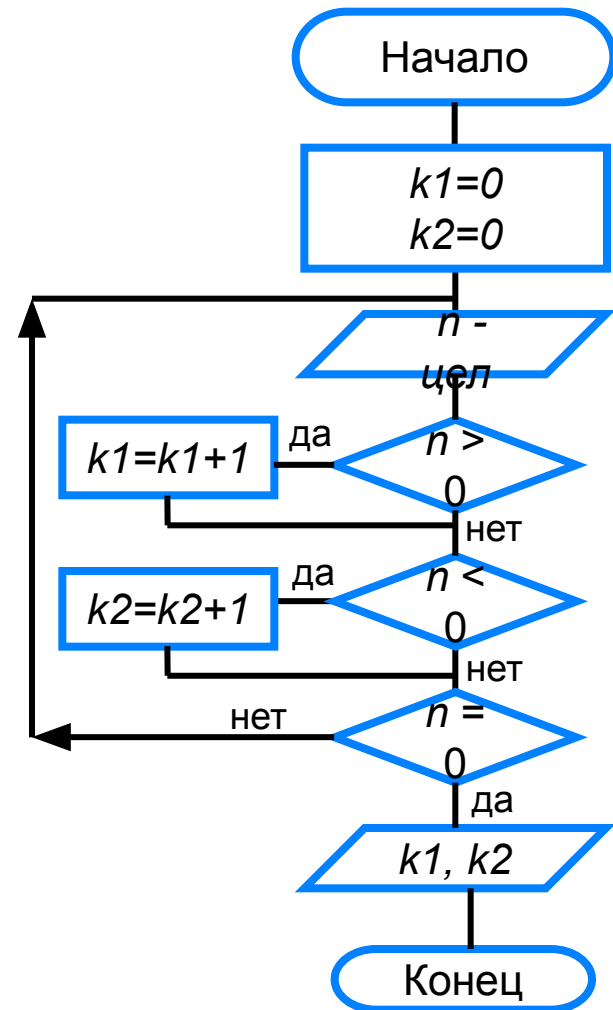 Начало
k1=0
k2=0
n -
цел
да
n >
0
k1=k1+1
нет
да
n <
0
k2=k2+1
нет
нет
n =
0
да
k1, k2
Конец